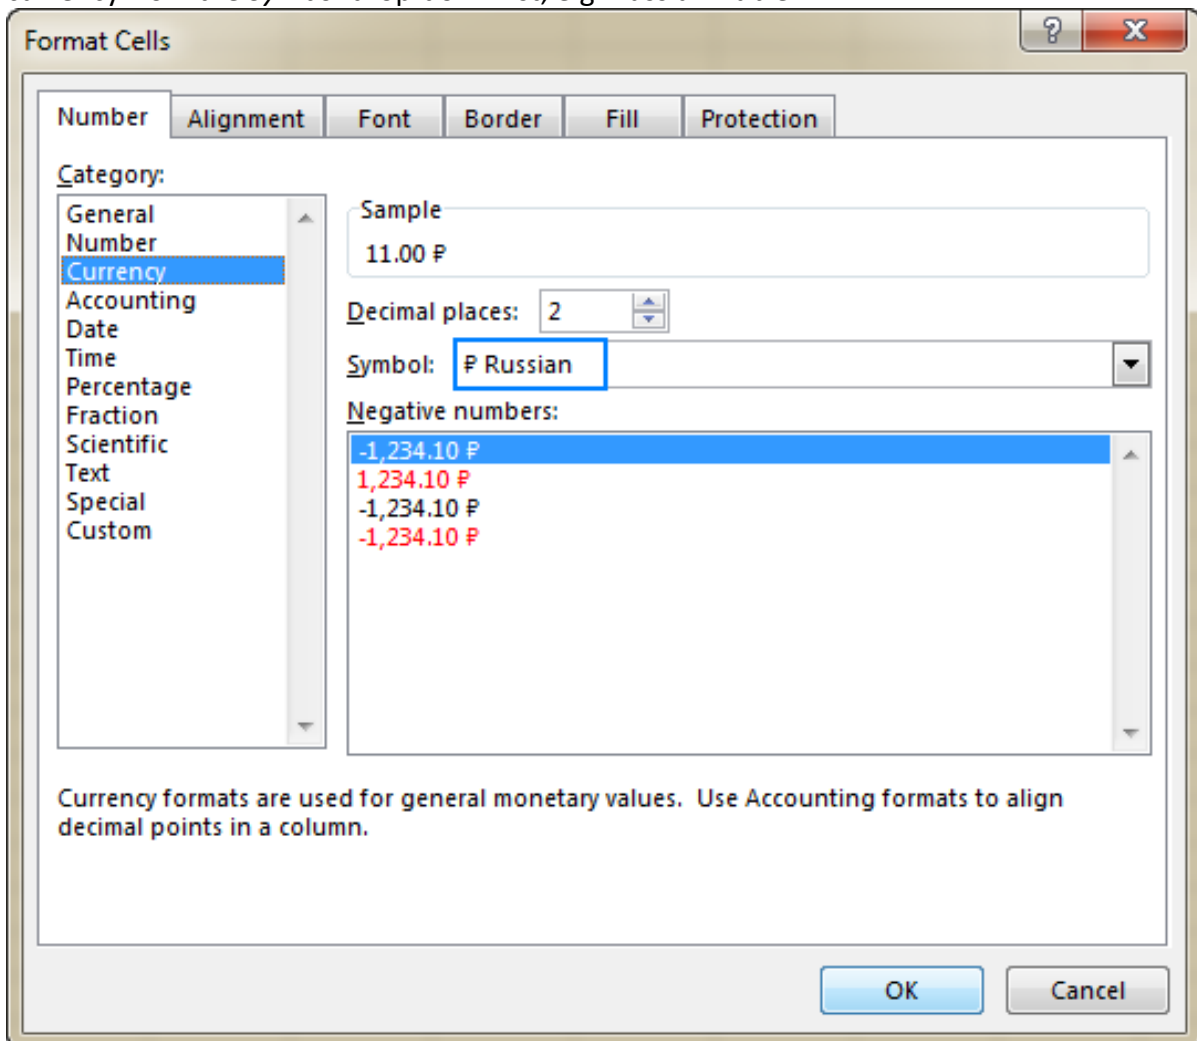 Format Cells
Number Alignment Font Border Fill Protection
Category:
General
Number
Currency
Accounting
Date
Time
Percentage
Fraction
Scientific
Text
Special
Custom
Sample
11.00 ₽
Decimal places: 2
Symbol: ₽ Russian
Negative numbers:
-1,234.10 ₽
1,234.10 ₽
-1,234.10 ₽
-1,234.10 ₽
Currency formats are used for general monetary values. Use Accounting formats to align
decimal points in a column.
OK Cancel